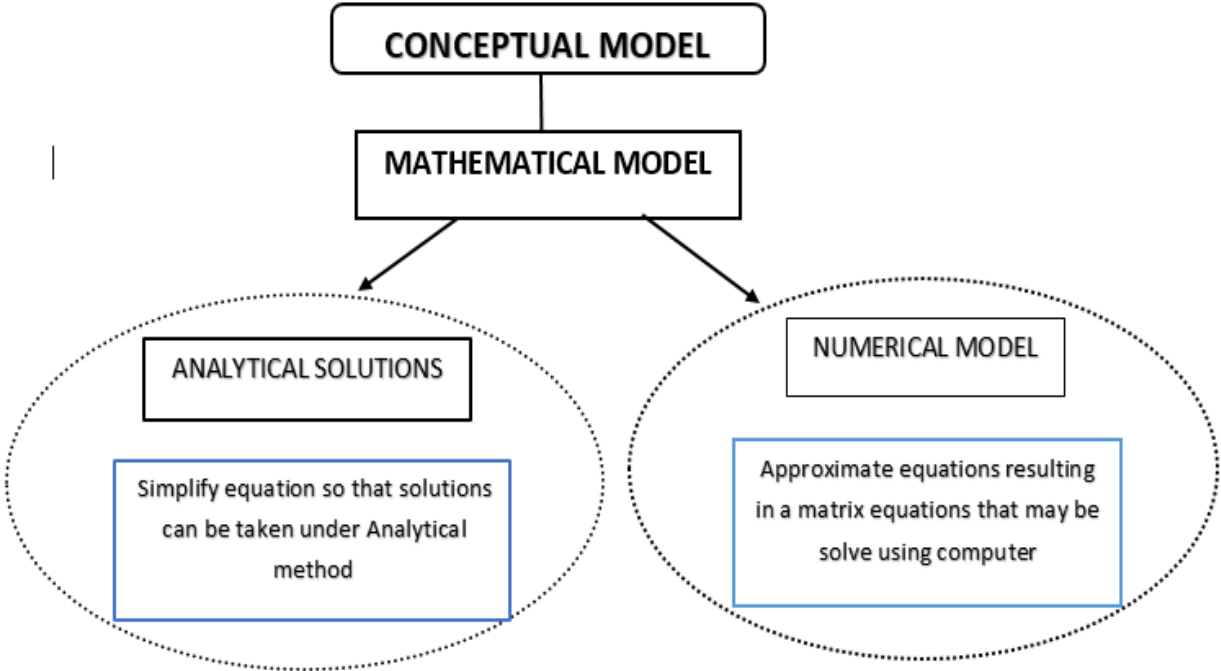 CONCEPTUAL MODEL
MATHEMATICAL MODEL
ANALYTICAL SOLUTIONS
Simplify equation so that solutions
can be taken under Analytical
method
NUMERICAL MODEL
Approximate equations resulting
in a matrix equations that may be
solve using computer